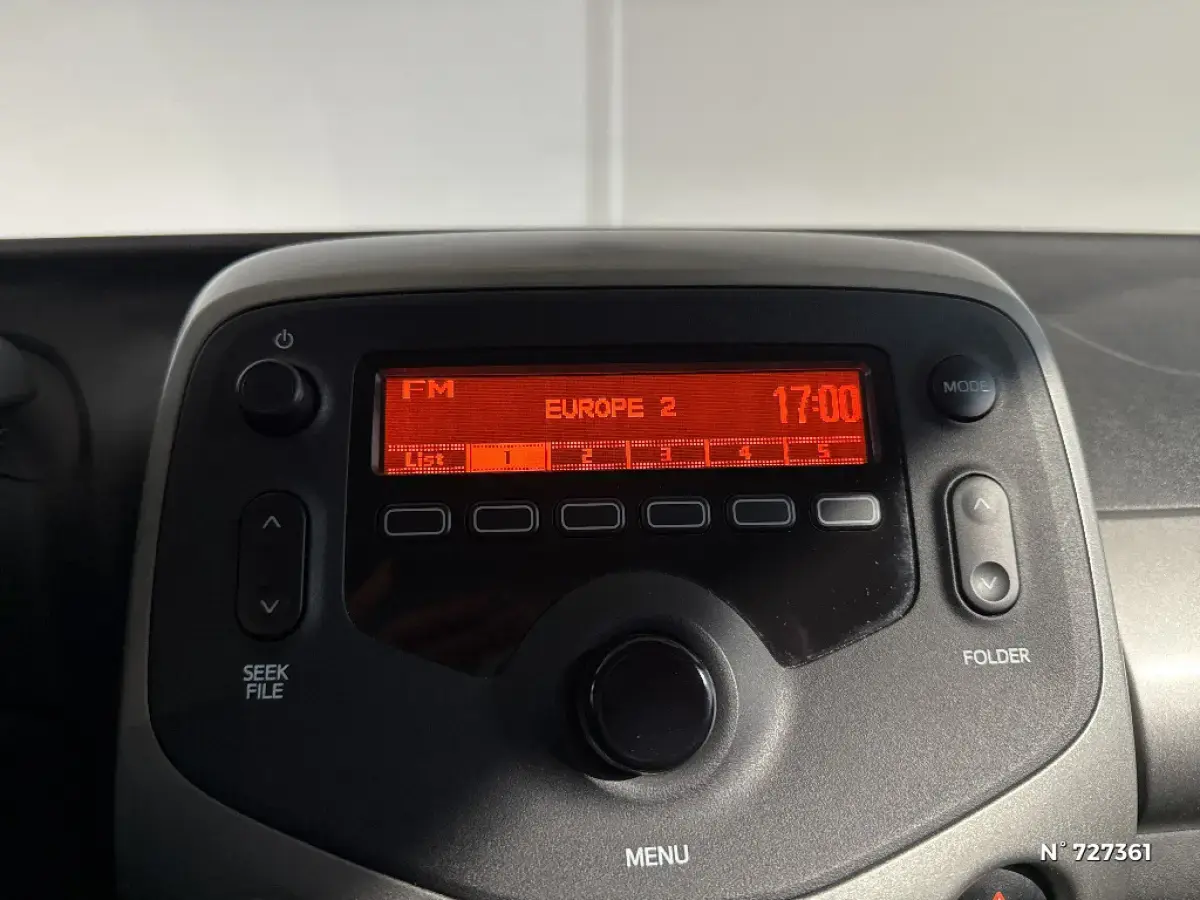 FM
EUROPE 2
17:00
List 1 2 3 4 5
MODE
SEEK
FILE
FOLDER
MENU
N° 727361